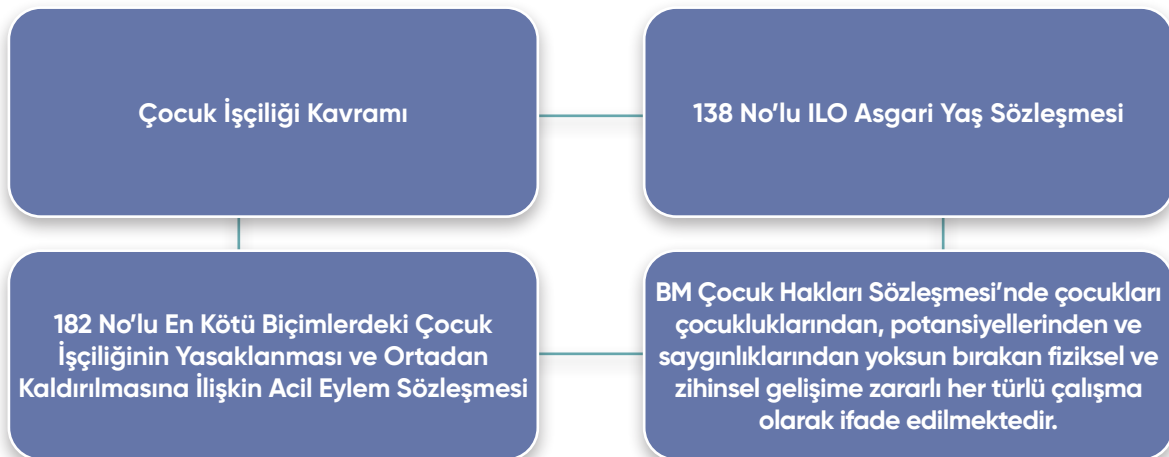 Çocuk İşçiliği Kavramı
138 No’lu ILO Asgari Yaş Sözleşmesi
182 No’lu En Kötü Biçimlerdeki Çocuk
İşçiliğinin Yasaklanması ve Ortadan
Kaldırılmasına İlişkin Acil Eylem Sözleşmesi
BM Çocuk Hakları Sözleşmesi’nde çocukları
çocukluklarından, potansiyellerinden ve
saygınlıklarından yoksun bırakan fiziksel ve
zihinsel gelişime zararlı her türlü çalışma
olarak ifade edilmektedir.